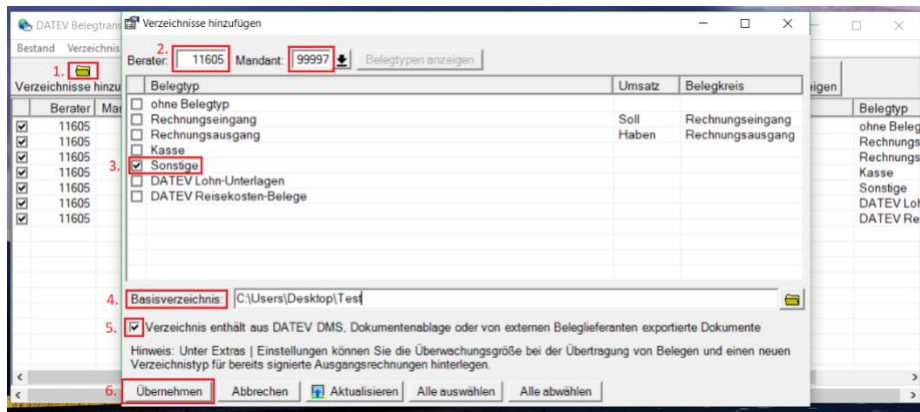 DATEV Belegtrans
Verzeichnisse hinzufügen
Bestand Verzeichnis
1.
Verzeichnisse hinzu
2.
Berater: 11605 Mandant: 99997 Belegtypen anzeigen
igen
Belegtyp Umsatz Belegkreis
ohne Belegtyp
Rechnungseingang Soll Rechnungseingang
Rechnungsausgang Haben Rechnungsausgang
Kasse
3. Sonstige
DATEV Lohn-Unterlagen
DATEV Reisekosten-Belege
Berater Man
11605
11605
11605
11605
11605
11605
11605
Belegtyp
ohne Beleg
Rechnungs
Rechnungs
Kasse
Sonstige
DATEV Loh
DATEV Re
4. Basisverzeichnis: C:\Users\Desktop\Test
5. Verzeichnis enthält aus DATEV DMS, Dokumentenablage oder von externen Beleglieferanten exportierte Dokumente
Hinweis: Unter Extras | Einstellungen können Sie die Überwachungsgröße bei der Übertragung von Belegen und einen neuen
Verzeichnistyp für bereits signierte Ausgangsrechnungen hinterlegen.
6. Übernehmen Abbrechen Aktualisieren Alle auswählen Alle abwählen